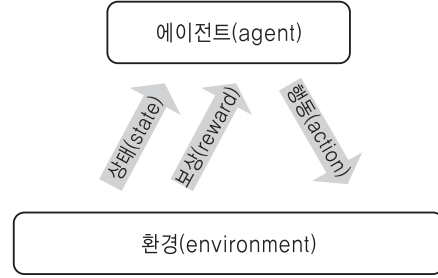 에이전트(agent)
상태(state)
보상(reward)
행동(action)
환경(environment)